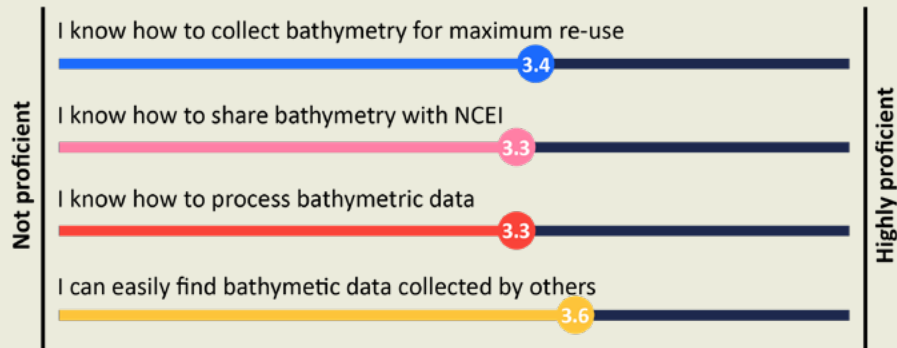 I know how to collect bathymetry for maximum re-use
3.4
I know how to share bathymetry with NCEI
3.3
I know how to process bathymetric data
3.3
I can easily find bathymetic data collected by others
3.6
Not proficient
Highly proficient